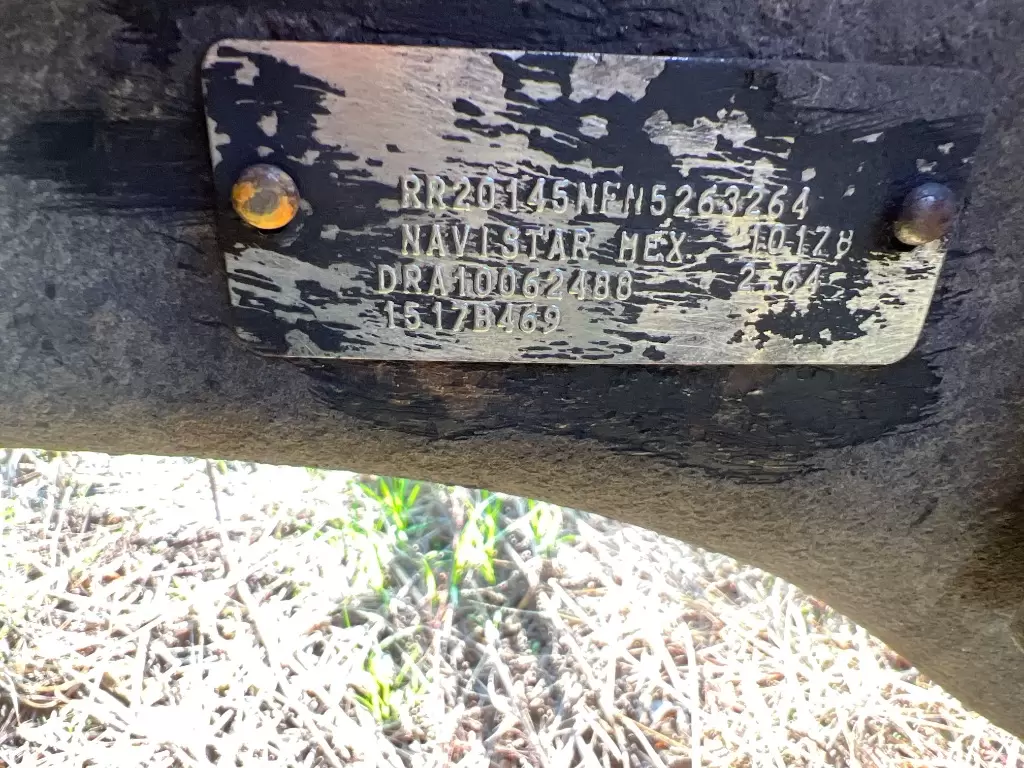 RR20145NFN5263264
NAVISTAR MEX. 10178
DRA10062488 2.64
1517B469